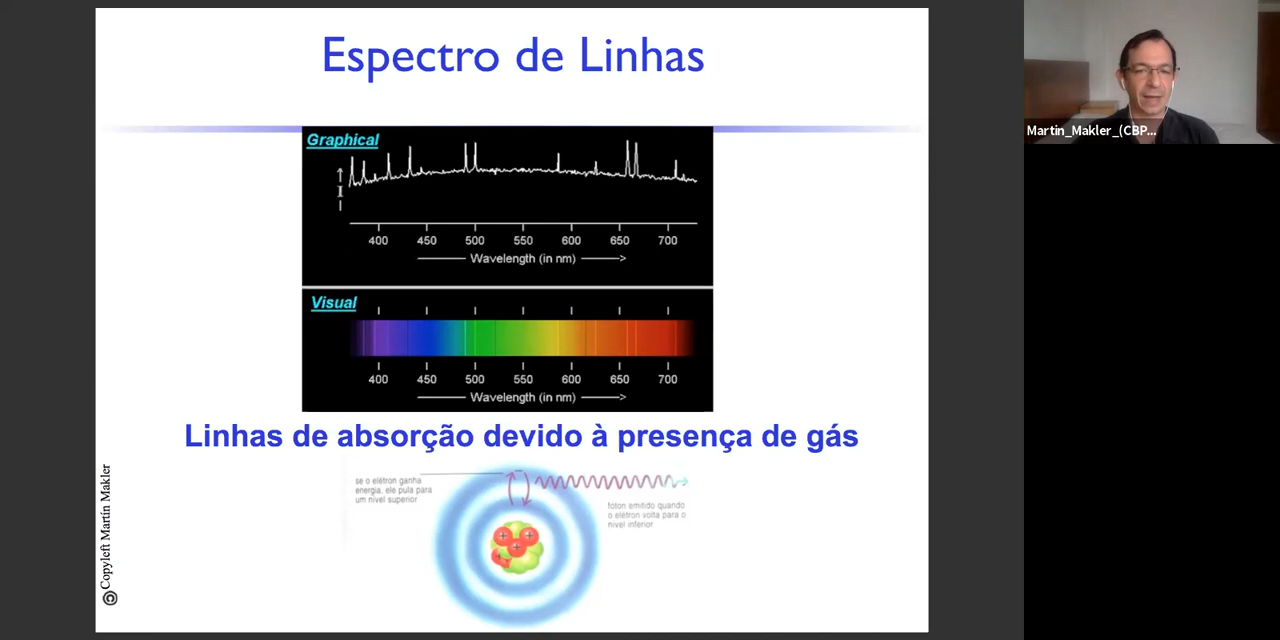 Espectro de Linhas
Graphical
I
400 450 500 550 600 650 700
Wavelength (in nm)
Visual
400 450 500 550 600 650 700
Wavelength (in nm)
Linhas de absorção devido à presença de gás
se o elétron ganha
energia, ele pula para
um nível superior
fóton emitido quando
o elétron volta para o
nível inferior
+ + + +
© Copyleft Martín Makler
Martin_Makler_(CBP...